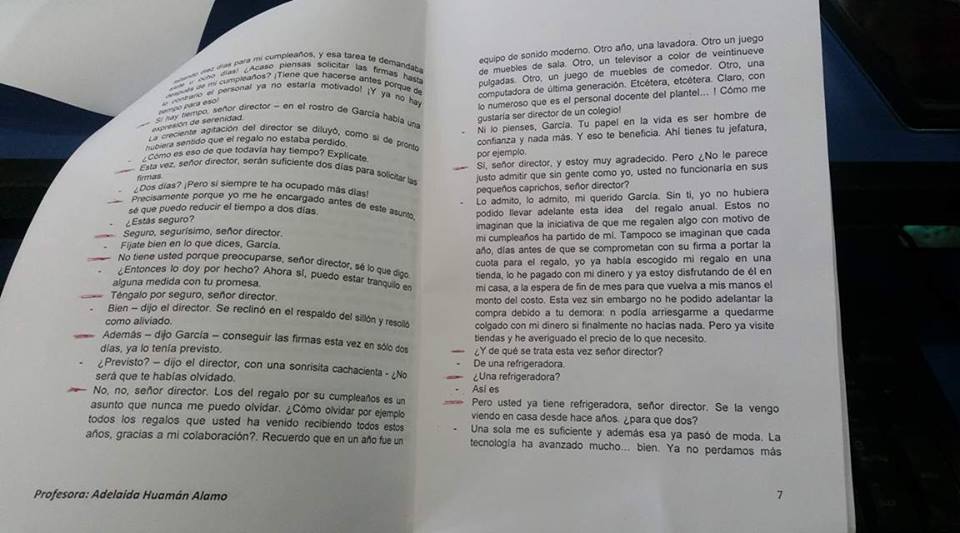 faltando diez días para mi cumpleaños, y esa tarea te demandaba
siete u ocho días! ¿Acaso piensas solicitar las firmas hasta
después de mi cumpleaños? ¡Tiene que hacerse antes porque de
lo contrario el personal ya no estaría motivado! ¡Y ya no hay
tiempo para eso!
Sí hay tiempo, señor director – en el rostro de García había una
expresión de serenidad.
La creciente agitación del director se diluyó, como si de pronto
hubiera sentido que el regalo no estaba perdido.
- ¿Cómo es eso de que todavía hay tiempo? Explícate.
Esta vez, señor director, serán suficiente dos días para solicitar las
firmas.
- ¿Dos días? ¡Pero si siempre te ha ocupado más días!
Precisamente porque yo me he encargado antes de este asunto,
sé que puedo reducir el tiempo a dos días.
- ¿Estás seguro?
Seguro, segurísimo, señor director.
- Fíjate bien en lo que dices, García.
No tiene usted porque preocuparse, señor director, sé lo que digo.
- ¿Entonces lo doy por hecho? Ahora sí, puedo estar tranquilo en
alguna medida con tu promesa.
Téngalo por seguro, señor director.
- Bien – dijo el director. Se reclinó en el respaldo del sillón y resolló
como aliviado.
Además – dijo García – conseguir las firmas esta vez en sólo dos
días, ya lo tenía previsto.
- ¿Previsto? – dijo el director, con una sonrisita cachacienta - ¿No
será que te habías olvidado.
No, no, señor director. Los del regalo por su cumpleaños es un
asunto que nunca me puedo olvidar. ¿Cómo olvidar por ejemplo
todos los regalos que usted ha venido recibiendo todos estos
años, gracias a mi colaboración?. Recuerdo que en un año fue un
Profesora: Adelaida Huamán Alamo
equipo de sonido moderno. Otro año, una lavadora. Otro un juego
de muebles de sala. Otro, un televisor a color de veintinueve
pulgadas. Otro, un juego de muebles de comedor. Otro, una
computadora de última generación. Etcétera, etcétera. Claro, con
lo numeroso que es el personal docente del plantel... ! Cómo me
gustaría ser director de un colegio!
- Ni lo pienses, García. Tu papel en la vida es ser hombre de
confianza y nada más. Y eso te beneficia. Ahí tienes tu jefatura,
por ejemplo.
Sí, señor director, y estoy muy agradecido. Pero ¿No le parece
justo admitir que sin gente como yo, usted no funcionaría en sus
pequeños caprichos, señor director?
- Lo admito, lo admito, mi querido García. Sin ti, yo no hubiera
podido llevar adelante esta idea del regalo anual. Estos no
imaginan que la iniciativa de que me regalen algo con motivo de
mi cumpleaños ha partido de mí. Tampoco se imaginan que cada
año, días antes de que se comprometan con su firma a portar la
cuota para el regalo, yo ya había escogido mi regalo en una
tienda, lo he pagado con mi dinero y ya estoy disfrutando de él en
mi casa, a la espera de fin de mes para que vuelva a mis manos el
monto del costo. Esta vez sin embargo no he podido adelantar la
compra debido a tu demora: n podía arriesgarme a quedarme
colgado con mi dinero si finalmente no hacías nada. Pero ya visite
tiendas y he averiguado el precio de lo que necesito.
¿Y de qué se trata esta vez señor director?
- De una refrigeradora.
¿Una refrigeradora?
- Así es
Pero usted ya tiene refrigeradora, señor director. Se la vengo
viendo en casa desde hace años. ¿para que dos?
- Una sola me es suficiente y además esa ya pasó de moda. La
tecnología ha avanzado mucho... bien. Ya no perdamos más
7